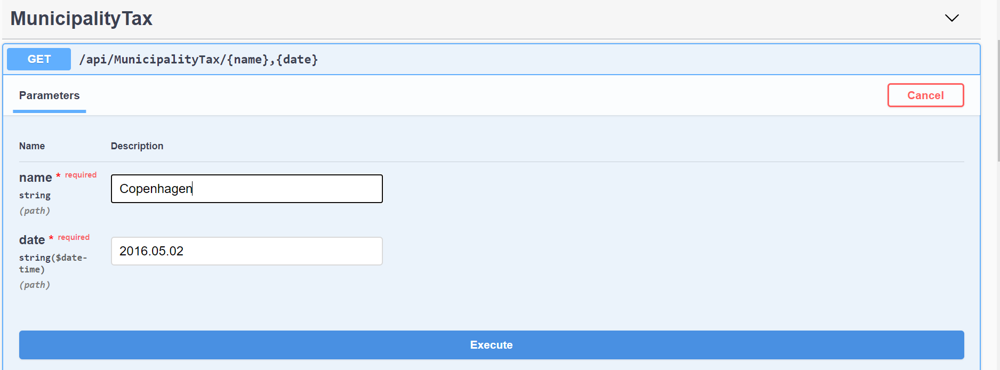 MunicipalityTax
GET /api/MunicipalityTax/{name},{date}
Parameters
Cancel
Name Description
name * required
string
(path)
Copenhagen
date * required
string($date-
time)
(path)
2016.05.02
Execute